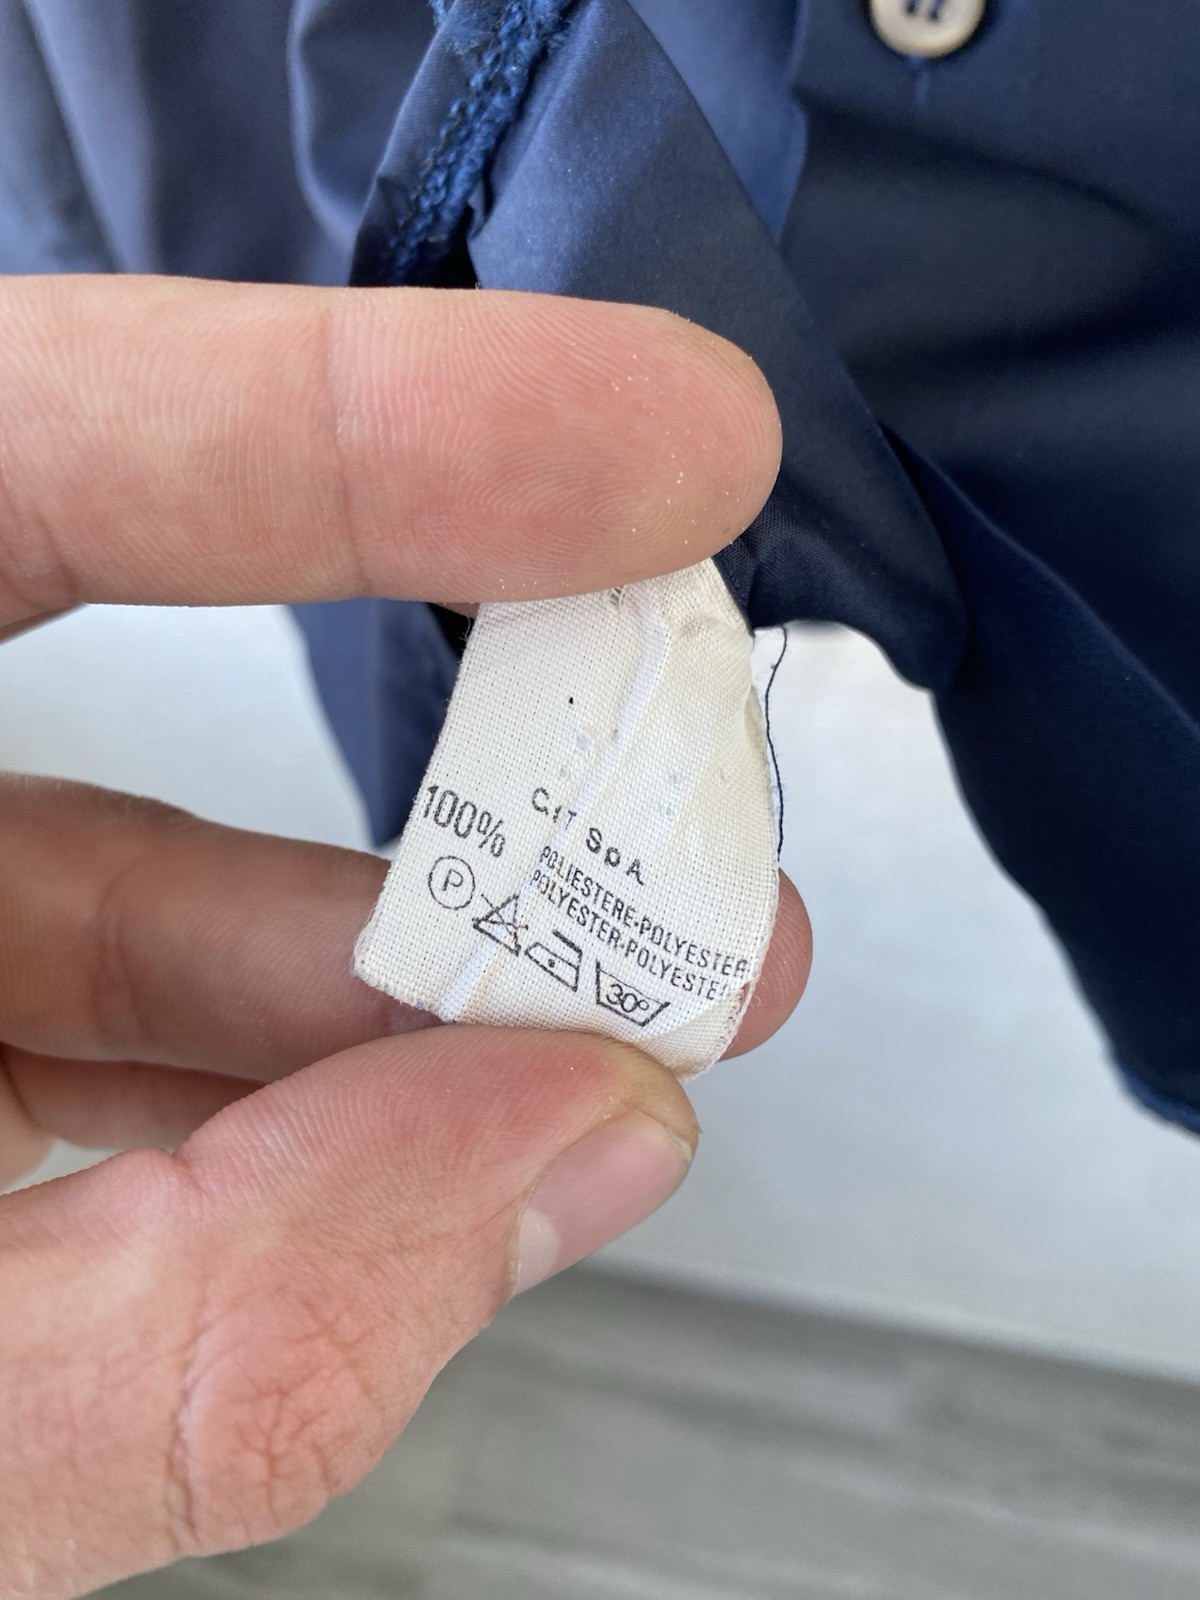 SpA
100% POLIESTERE-POLYESTER
POLYESTER-POLYESTER
P
30°